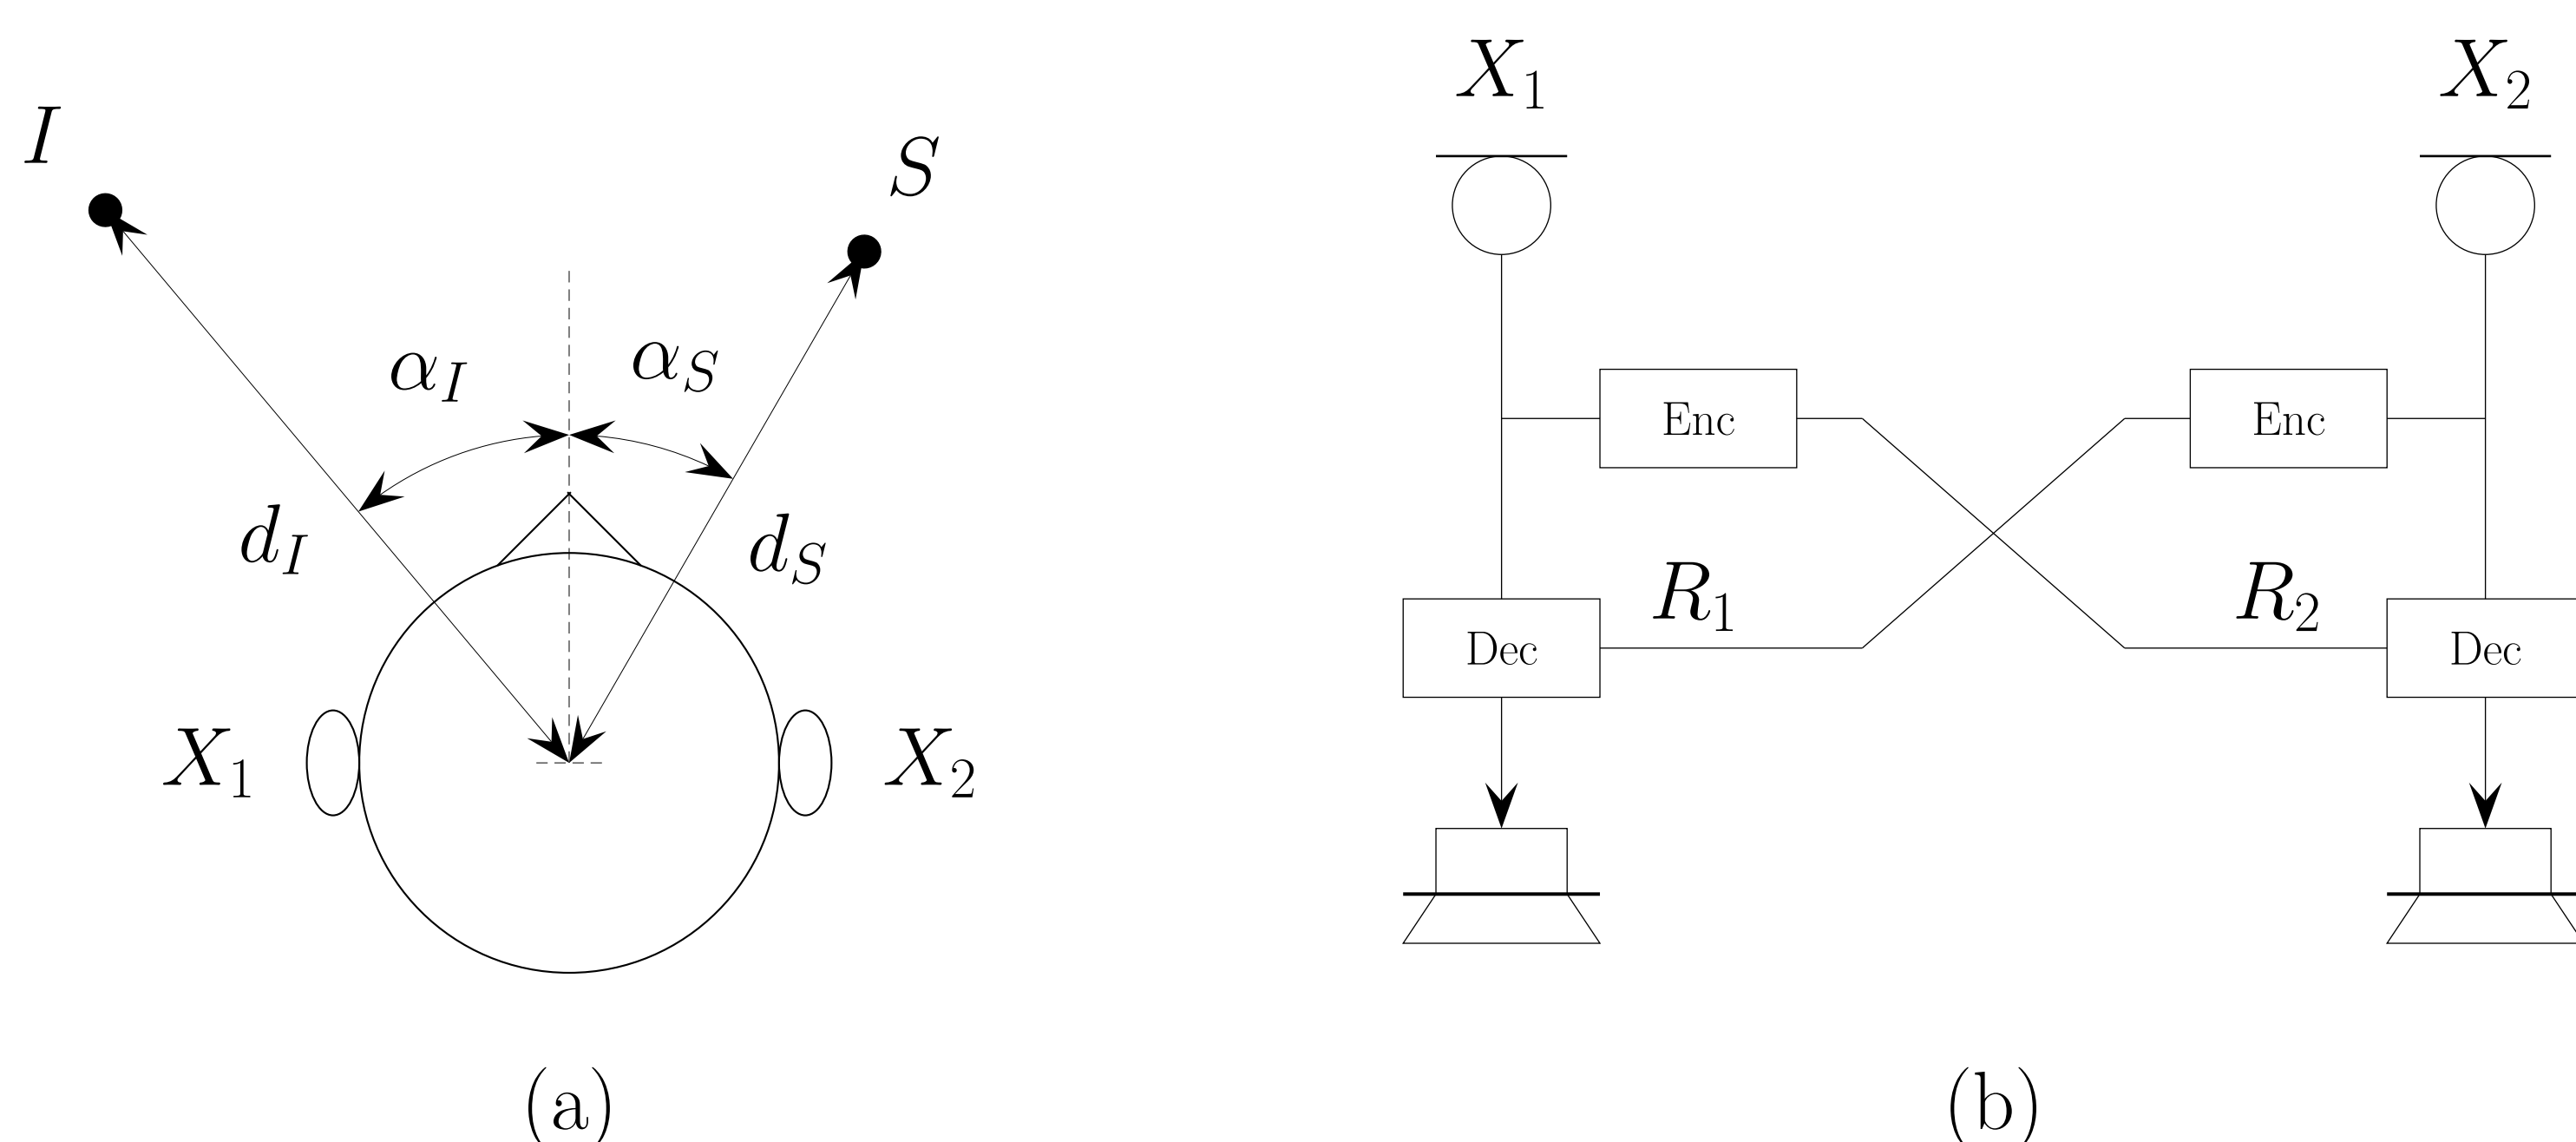 I
S
α_I
α_S
d_I
d_S
X_1
X_2
(a)
X_1
X_2
Enc
Enc
R_1
R_2
Dec
Dec
(b)